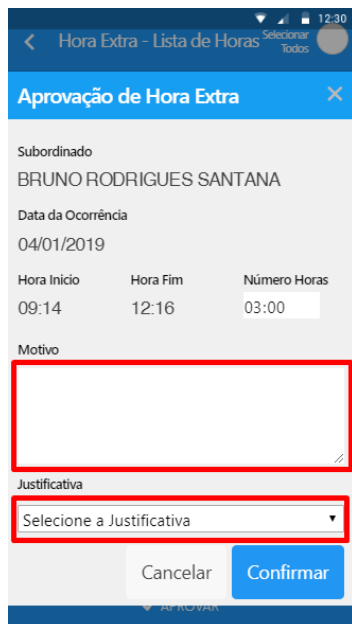 12:30
Hora Extra - Lista de Horas
Selecionar
Todos
Aprovação de Hora Extra
Subordinado
BRUNO RODRIGUES SANTANA
Data da Ocorrência
04/01/2019
Hora Inicio Hora Fim Número Horas
09:14 12:16 03:00
Motivo
Justificativa
Selecione a Justificativa
Cancelar Confirmar
APROVAR